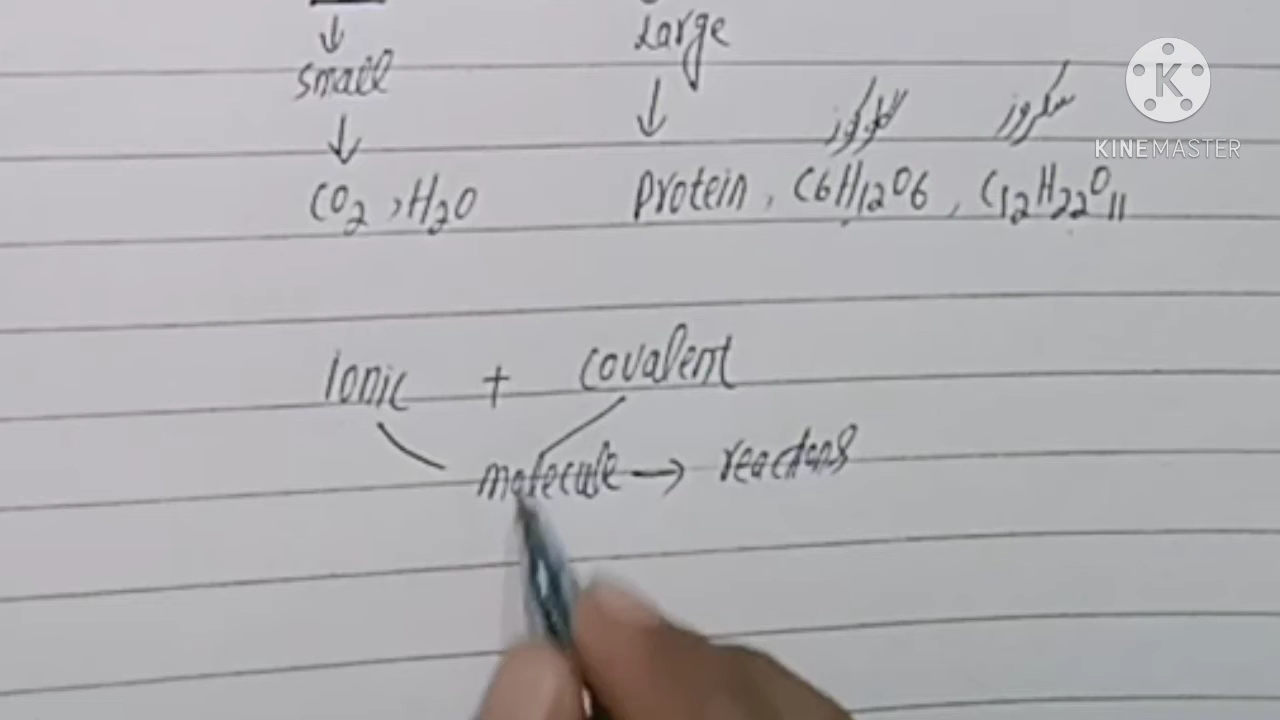 Large
small
گلوکوز سکروز
CO2, H2O protein, C6H12O6, C12H22O11
Ionic + covalent
molecule → reactions
KINEMASTER